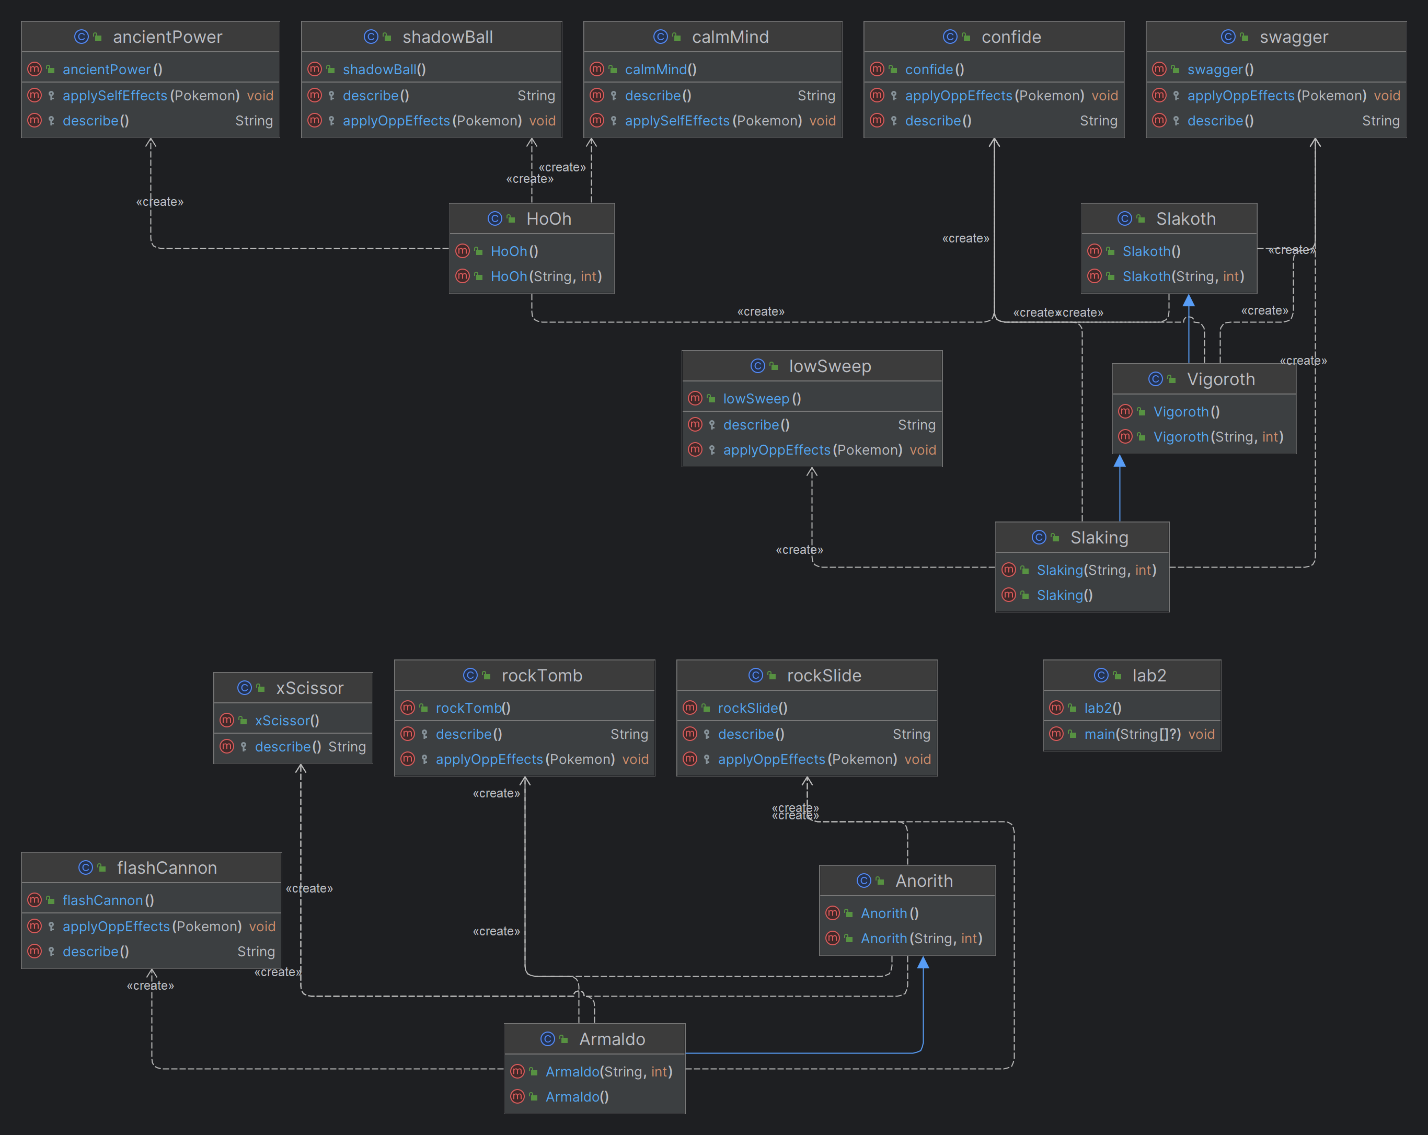 ancientPower
ancientPower()
applySelfEffects(Pokemon) void
describe() String
shadowBall
shadowBall()
describe() String
applyOppEffects(Pokemon) void
calmMind
calmMind()
describe() String
applySelfEffects(Pokemon) void
confide
confide()
applyOppEffects(Pokemon) void
describe() String
swagger
swagger()
applyOppEffects(Pokemon) void
describe() String
«create»
«create»
«create»
HoOh
HoOh()
HoOh(String, int)
«create»
Slakoth
Slakoth()
Slakoth(String, int)
«create»
«create»
«create»
«create»
«create»
«create»
lowSweep
lowSweep()
describe() String
applyOppEffects(Pokemon) void
Vigoroth
Vigoroth()
Vigoroth(String, int)
«create»
Slaking
Slaking(String, int)
Slaking()
xScissor
xScissor()
describe() String
rockTomb
rockTomb()
describe() String
applyOppEffects(Pokemon) void
rockSlide
rockSlide()
describe() String
applyOppEffects(Pokemon) void
lab2
lab2()
main(String[]?) void
«create»
«create»
«create»
flashCannon
flashCannon()
applyOppEffects(Pokemon) void
describe() String
«create»
«create»
Anorith
Anorith()
Anorith(String, int)
«create»
«create»
Armaldo
Armaldo(String, int)
Armaldo()